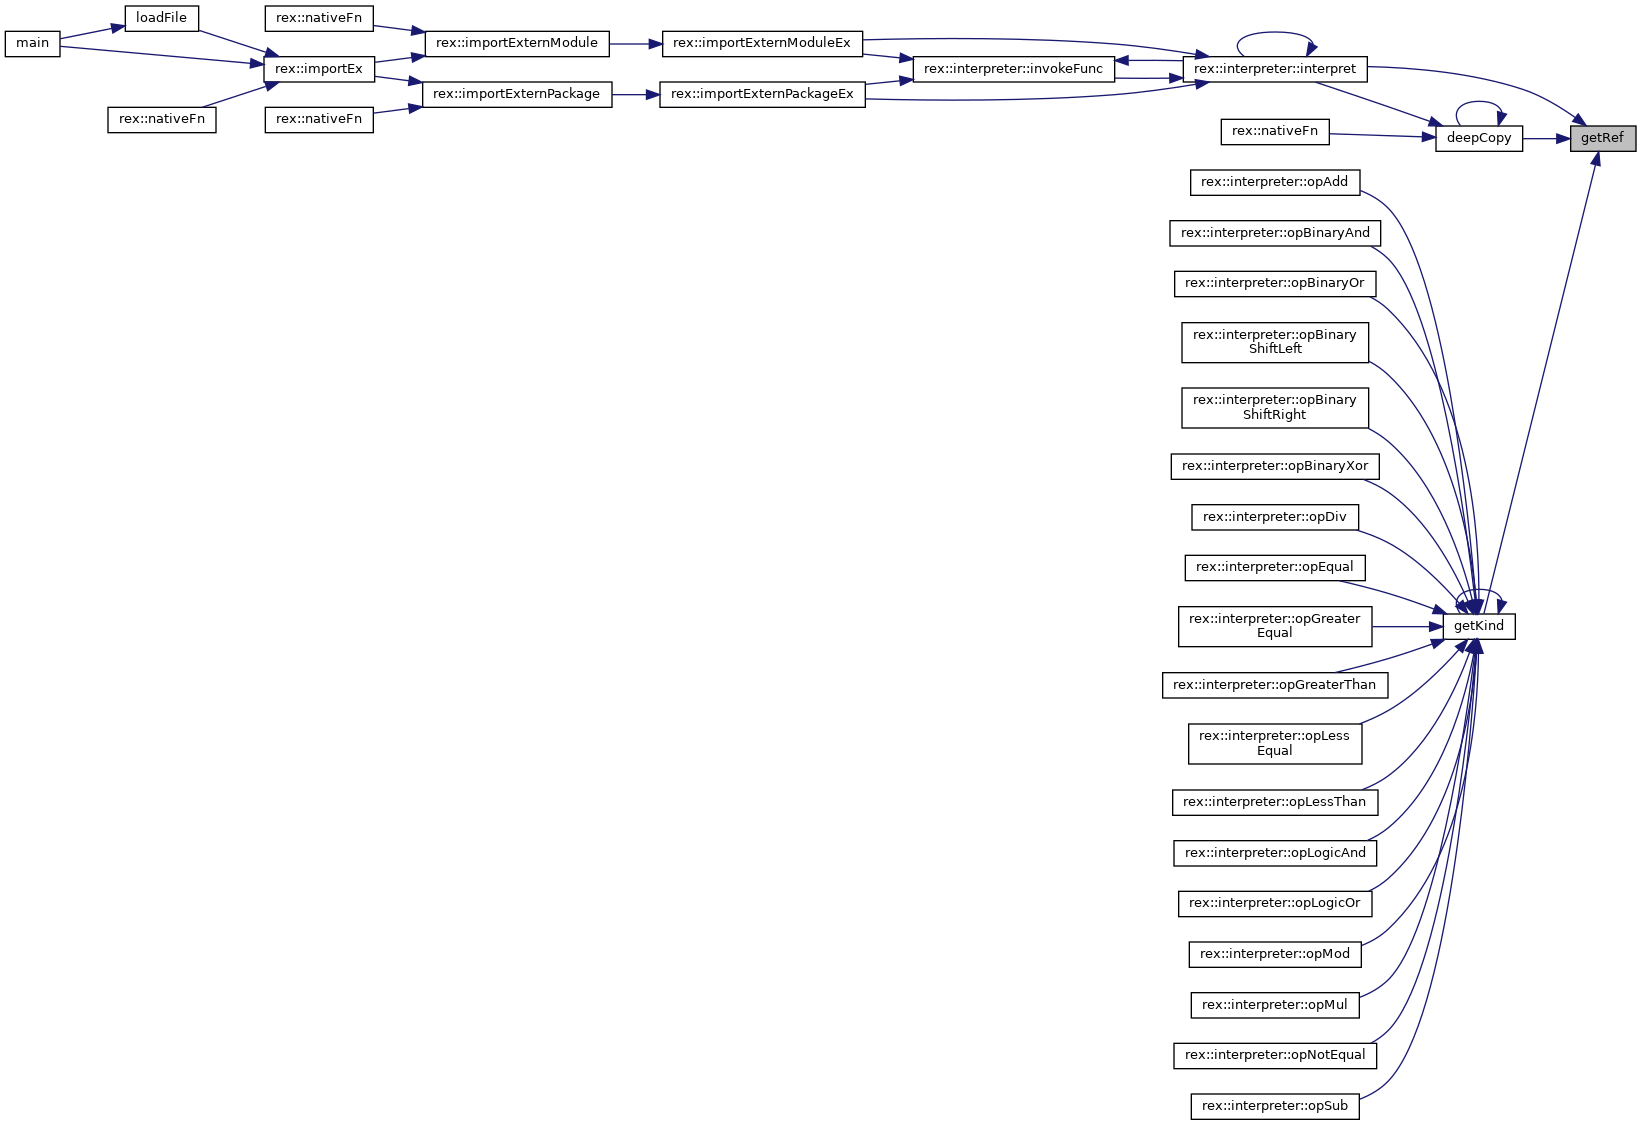 loadFile
rex::nativeFn
main
rex::importExternModule
rex::importExternModuleEx
rex::importEx
rex::interpreter::invokeFunc
rex::interpreter::interpret
rex::importExternPackage
rex::importExternPackageEx
rex::nativeFn
rex::nativeFn
rex::nativeFn
deepCopy
getRef
rex::interpreter::opAdd
rex::interpreter::opBinaryAnd
rex::interpreter::opBinaryOr
rex::interpreter::opBinary
ShiftLeft
rex::interpreter::opBinary
ShiftRight
rex::interpreter::opBinaryXor
rex::interpreter::opDiv
rex::interpreter::opEqual
rex::interpreter::opGreater
Equal
getKind
rex::interpreter::opGreaterThan
rex::interpreter::opLess
Equal
rex::interpreter::opLessThan
rex::interpreter::opLogicAnd
rex::interpreter::opLogicOr
rex::interpreter::opMod
rex::interpreter::opMul
rex::interpreter::opNotEqual
rex::interpreter::opSub